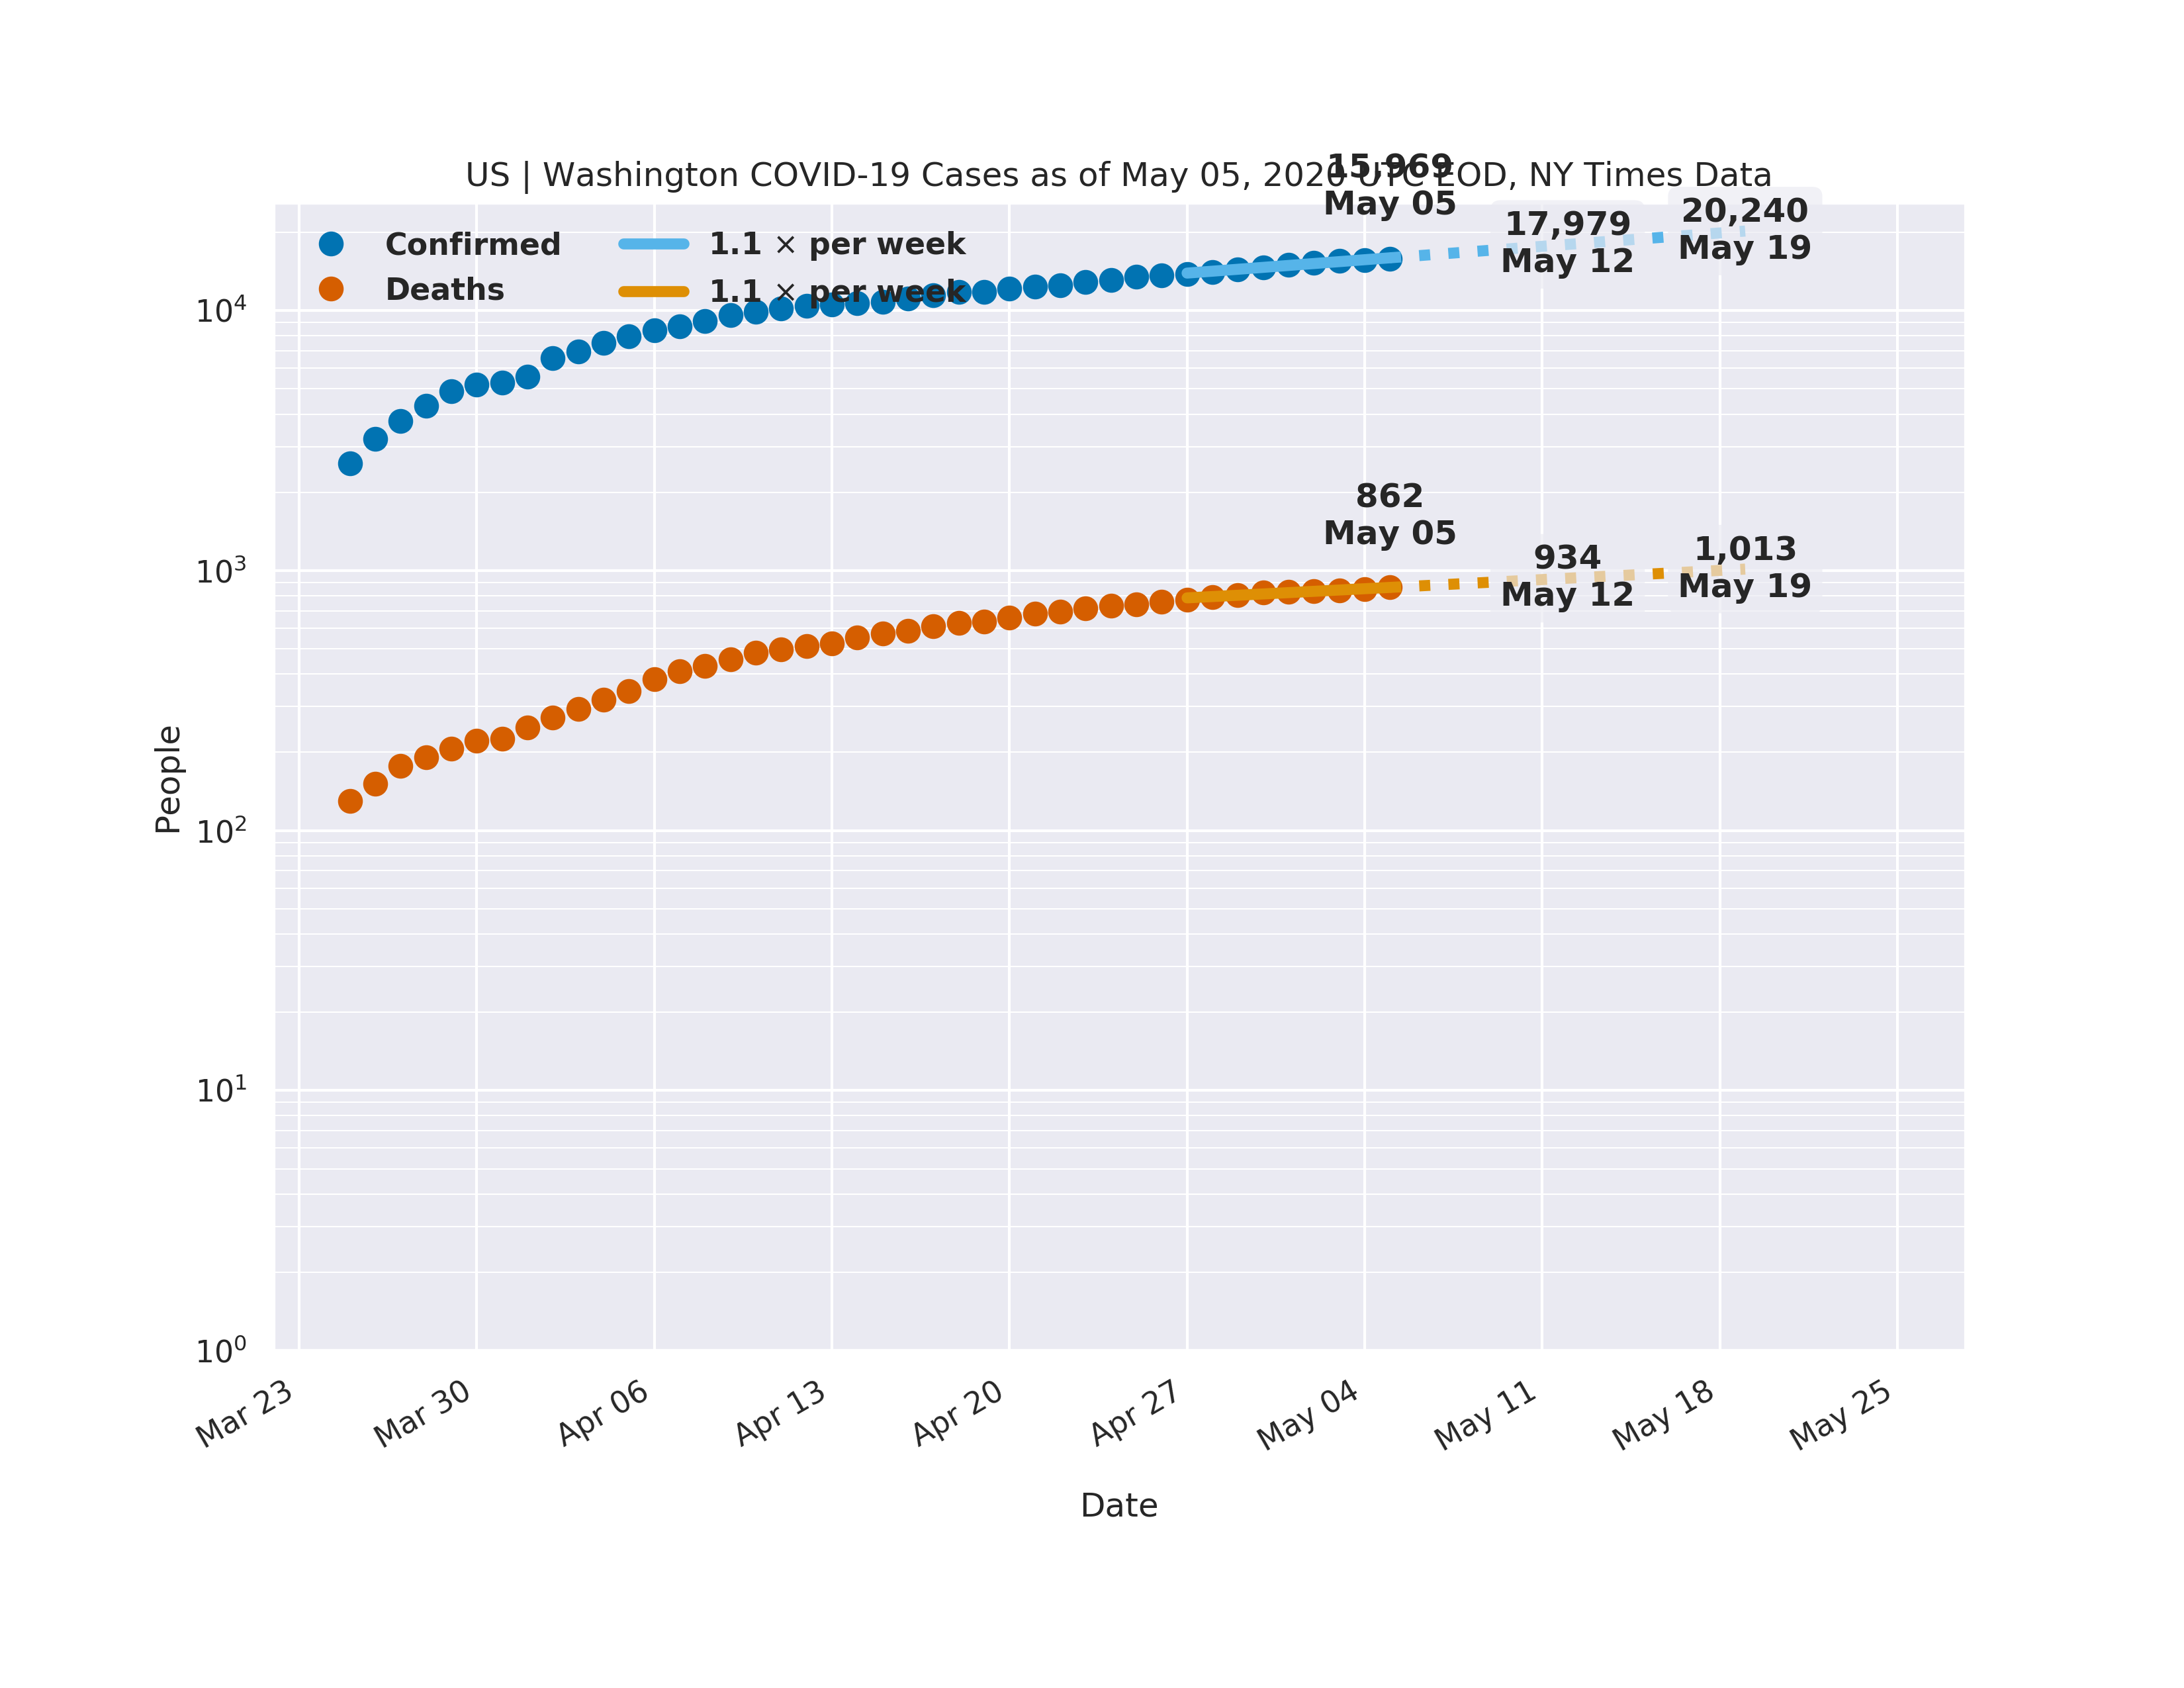 US | Washington COVID-19 Cases as of May 05, 2020 UTC EOD, NY Times Data
15,969
May 05
17,979
May 12
20,240
May 19
Confirmed
Deaths
1.1 × per week
1.1 × per week
862
May 05
934
May 12
1,013
May 19
People
10⁴
10³
10²
10¹
10⁰
Mar 23
Mar 30
Apr 06
Apr 13
Apr 20
Apr 27
May 04
May 11
May 18
May 25
Date